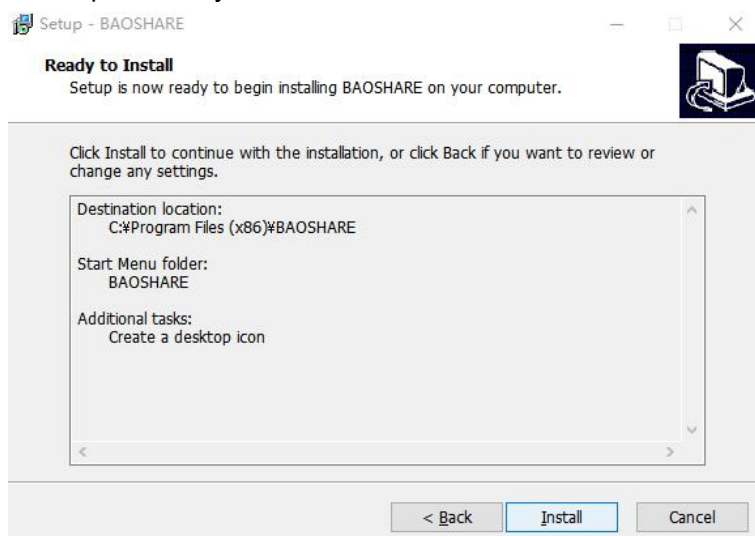 Setup - BAOSHARE
Ready to Install
Setup is now ready to begin installing BAOSHARE on your computer.
Click Install to continue with the installation, or click Back if you want to review or
change any settings.
Destination location:
C:¥Program Files (x86)¥BAOSHARE
Start Menu folder:
BAOSHARE
Additional tasks:
Create a desktop icon
< Back
Install
Cancel